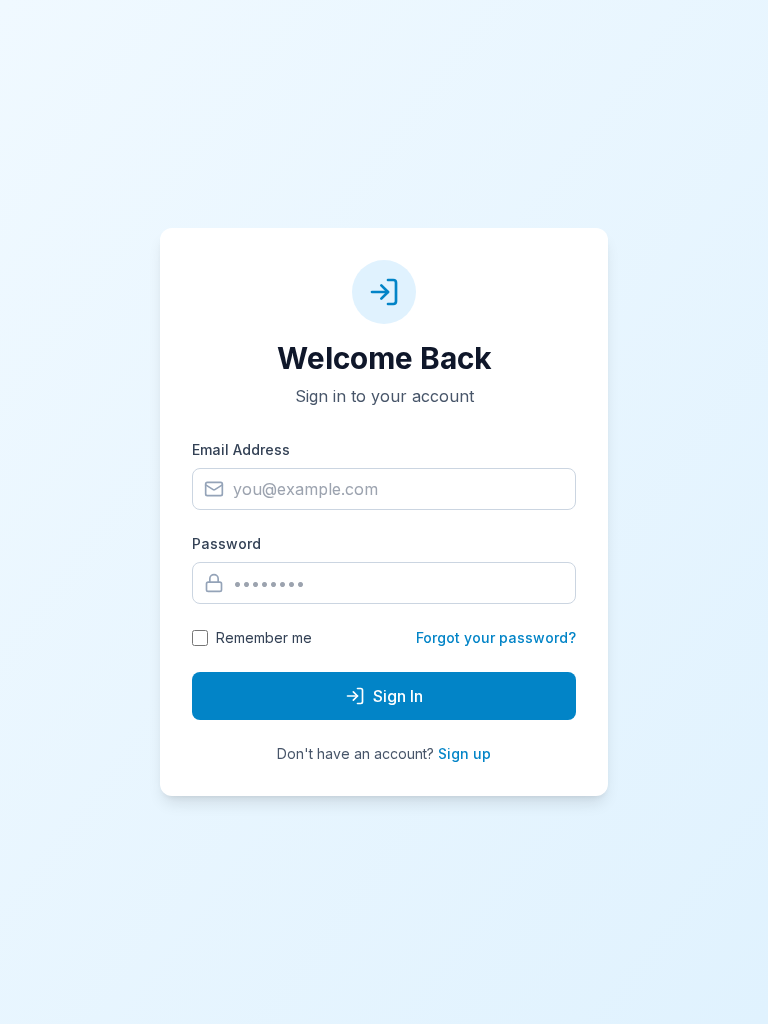 Welcome Back
Sign in to your account
Email Address
you@example.com
Password
••••••••
Remember me
Forgot your password?
Sign In
Don't have an account? Sign up